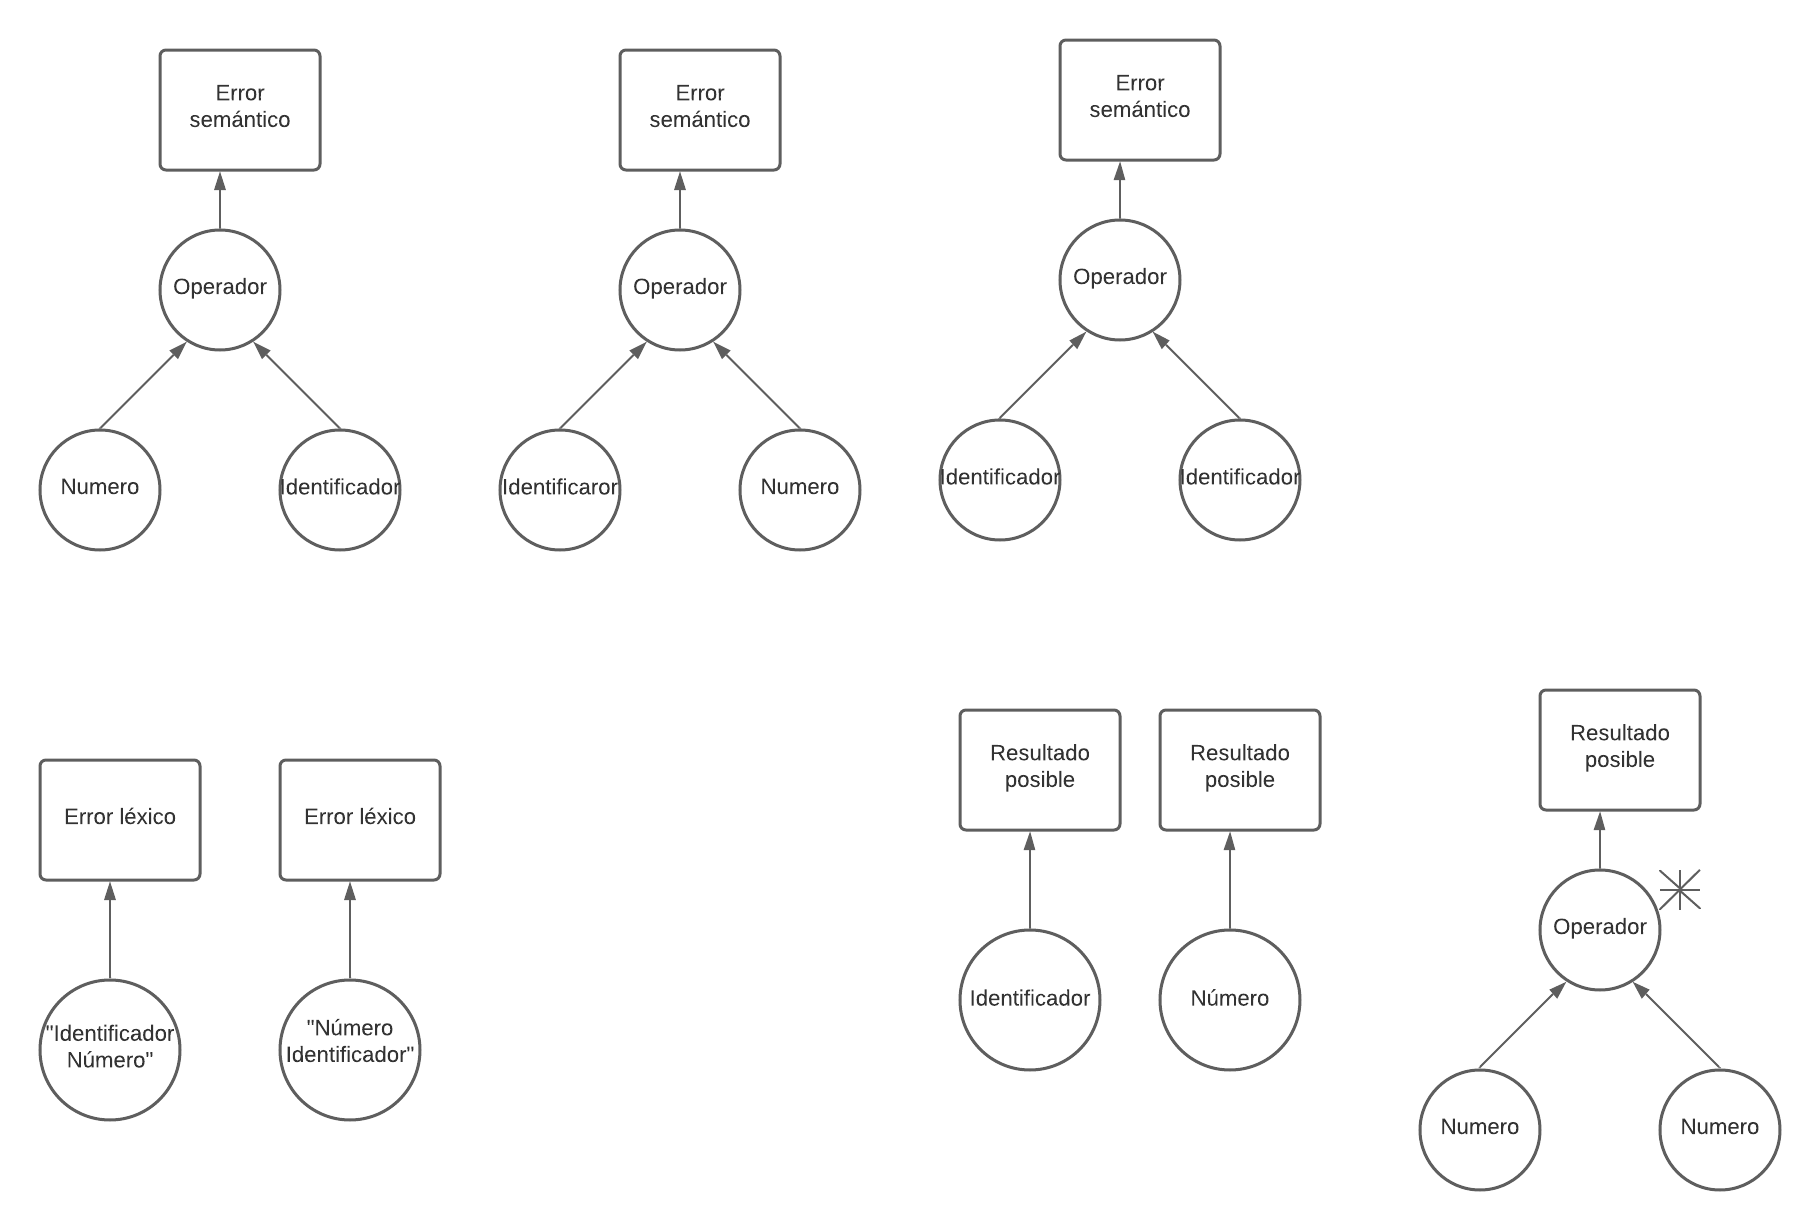 Error
semántico
Operador
Numero
Identificador
Error
semántico
Operador
Identificaror
Numero
Error
semántico
Operador
Identificador
Identificador
Error léxico
"Identificador
Número"
Error léxico
"Número
Identificador"
Resultado
posible
Identificador
Resultado
posible
Número
Resultado
posible
Operador
Numero
Numero